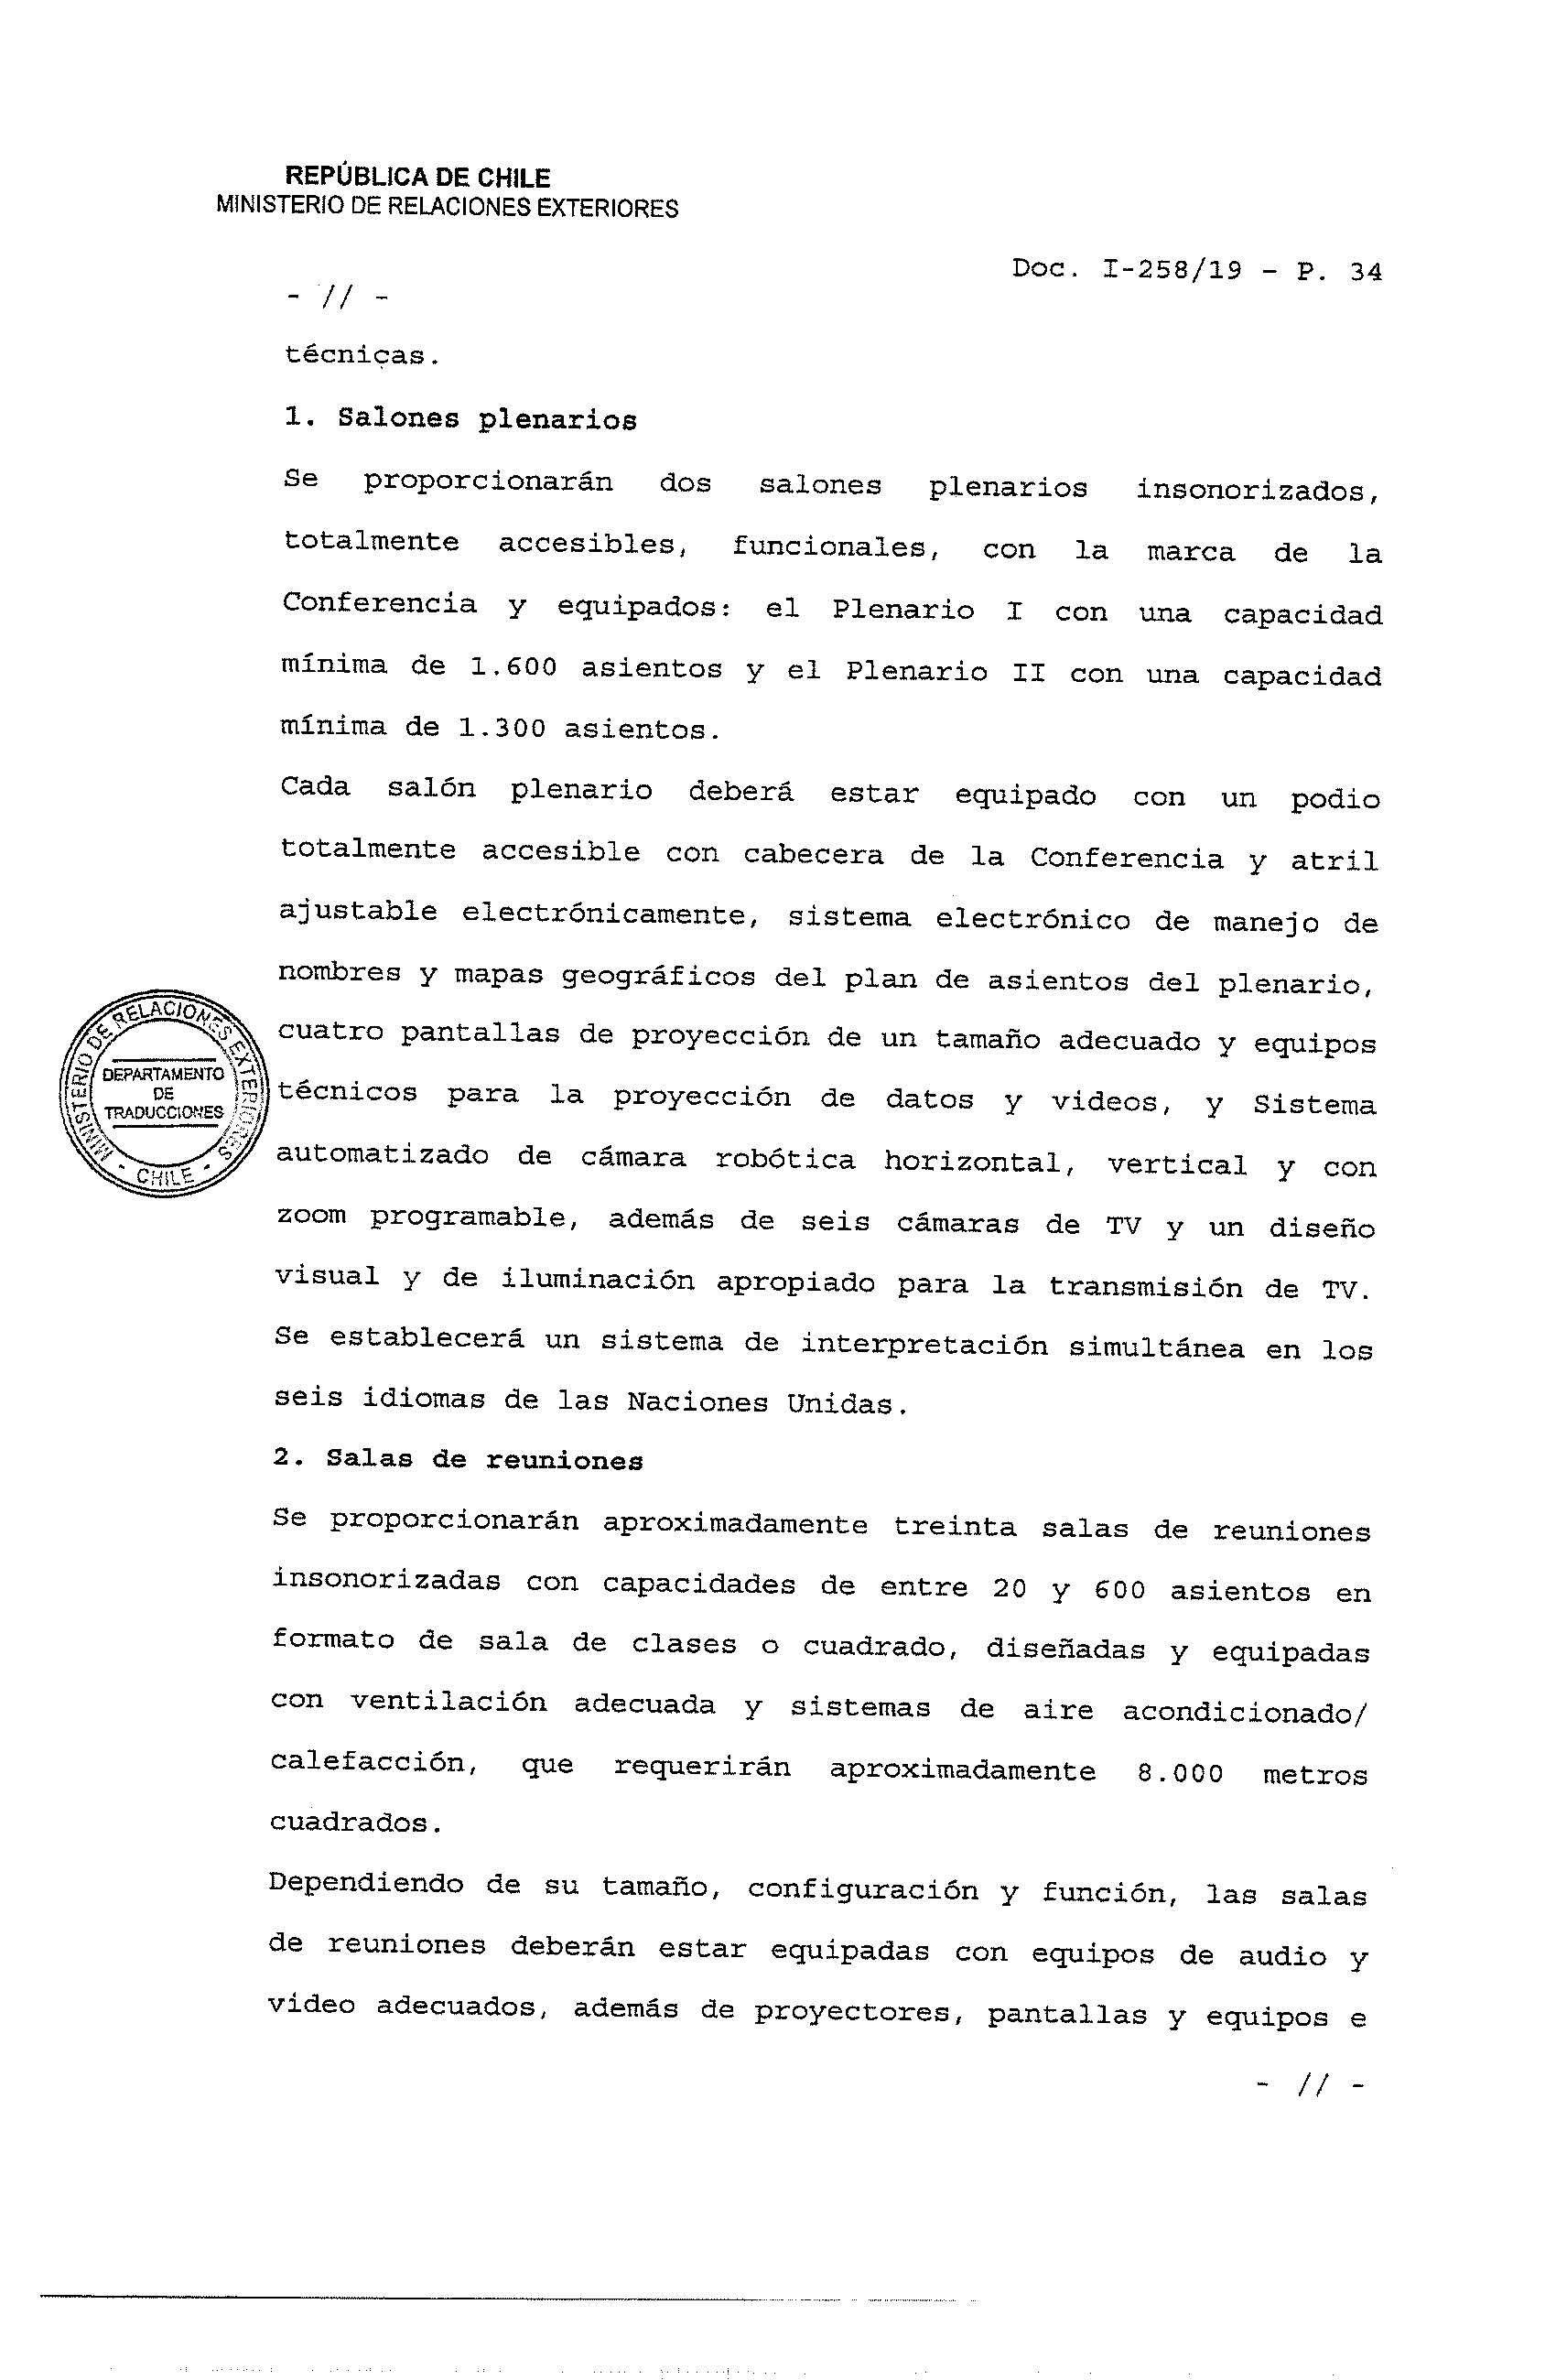 REPÚBLICA DE CHILE
MINISTERIO DE RELACIONES EXTERIORES
Doc. I-258/19 - P. 34
- // -
técnicas.
1. Salones plenarios
Se proporcionarán dos salones plenarios insonorizados,
totalmente accesibles, funcionales, con la marca de la
Conferencia y equipados: el Plenario I con una capacidad
mínima de 1.600 asientos y el Plenario II con una capacidad
mínima de 1.300 asientos.
Cada salón plenario deberá estar equipado con un podio
totalmente accesible con cabecera de la Conferencia y atril
ajustable electrónicamente, sistema electrónico de manejo de
nombres y mapas geográficos del plan de asientos del plenario,
cuatro pantallas de proyección de un tamaño adecuado y equipos
técnicos para la proyección de datos y videos, y Sistema
automatizado de cámara robótica horizontal, vertical y con
zoom programable, además de seis cámaras de TV y un diseño
visual y de iluminación apropiado para la transmisión de TV.
Se establecerá un sistema de interpretación simultánea en los
seis idiomas de las Naciones Unidas.
2. Salas de reuniones
Se proporcionarán aproximadamente treinta salas de reuniones
insonorizadas con capacidades de entre 20 y 600 asientos en
formato de sala de clases o cuadrado, diseñadas y equipadas
con ventilación adecuada y sistemas de aire acondicionado/
calefacción, que requerirán aproximadamente 8.000 metros
cuadrados.
Dependiendo de su tamaño, configuración y función, las salas
de reuniones deberán estar equipadas con equipos de audio y
video adecuados, además de proyectores, pantallas y equipos e
- // -
MINISTERIO DE RELACIONES EXTERIORES
DEPARTAMENTO
DE
TRADUCCIONES
- CHILE -